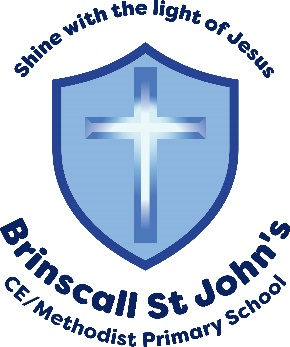 Shine with the light of Jesus
Brinscall St John's
CE/Methodist Primary School